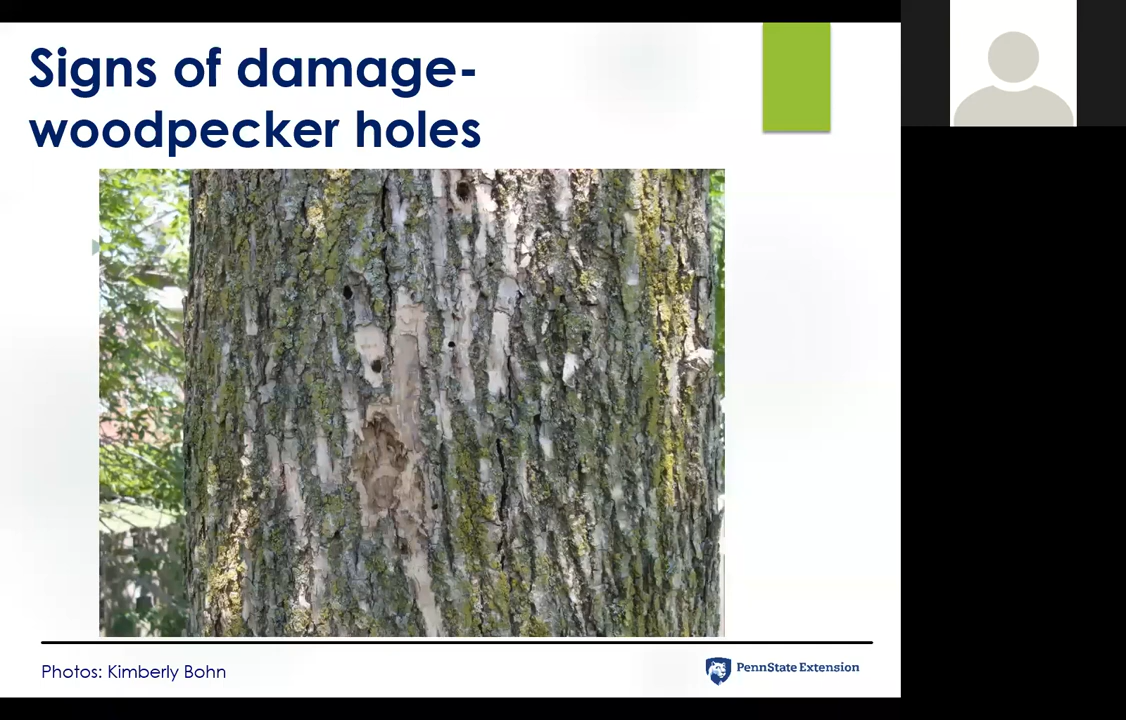 Signs of damage-
woodpecker holes
Photos: Kimberly Bohn
PennState Extension